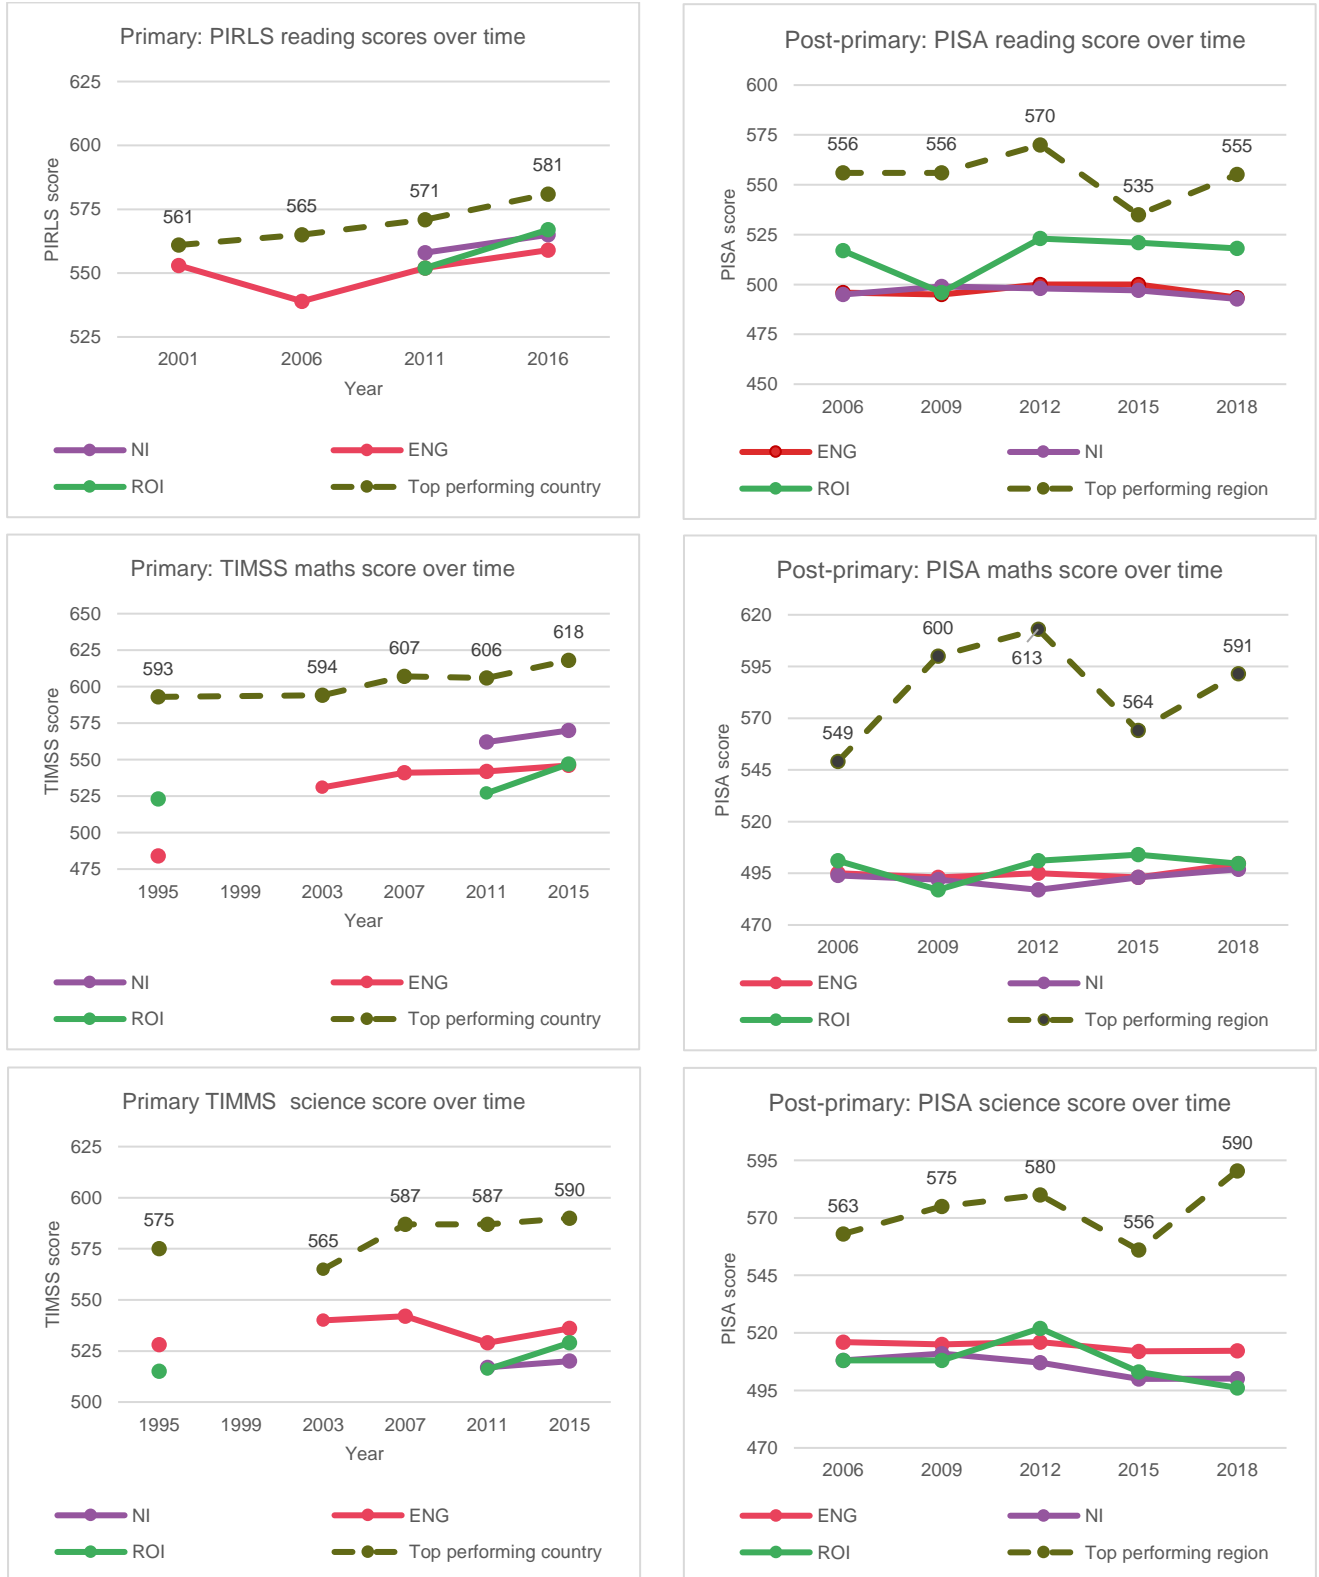 Primary: PIRLS reading scores over time
625
600
575
550
525
PIRLS score
561
565
571
581
2001 2006 2011 2016
Year
NI ENG
ROI Top performing country
Post-primary: PISA reading score over time
600
575
550
525
500
475
450
PISA score
556
556
570
535
555
2006 2009 2012 2015 2018
ENG NI
ROI Top performing region
Primary: TIMSS maths score over time
650
625
600
575
550
525
500
475
TIMSS score
593
594
607
606
618
1995 1999 2003 2007 2011 2015
Year
NI ENG
ROI Top performing country
Post-primary: PISA maths score over time
620
595
570
545
520
495
470
PISA score
549
600
613
564
591
2006 2009 2012 2015 2018
ENG NI
ROI Top performing region
Primary TIMMS science score over time
625
600
575
550
525
500
TIMSS score
575
565
587
587
590
1995 1999 2003 2007 2011 2015
Year
NI ENG
ROI Top performing country
Post-primary: PISA science score over time
595
570
545
520
495
470
PISA score
563
575
580
556
590
2006 2009 2012 2015 2018
ENG NI
ROI Top performing region